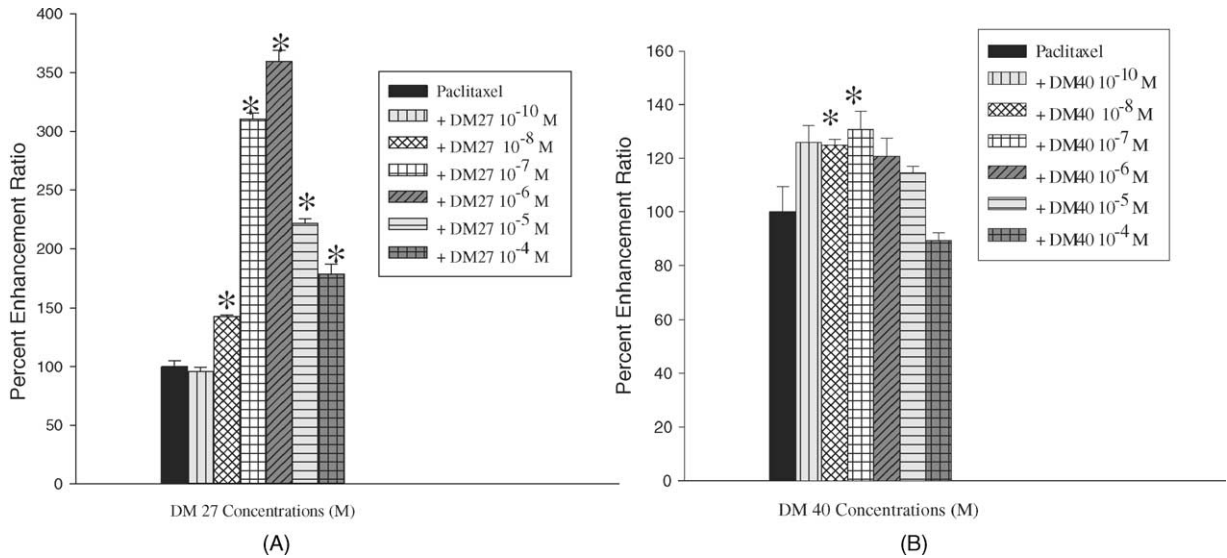 400
350
300
250
200
150
100
50
0
Percent Enhancement Ratio
*
*
*
*
*
*
Paclitaxel
+ DM27 10-10 M
+ DM27 10-8 M
+ DM27 10-7 M
+ DM27 10-6 M
+ DM27 10-5 M
+ DM27 10-4 M
DM 27 Concentrations (M)
(A)
160
140
120
100
80
60
40
20
0
Percent Enhancement Ratio
*
*
Paclitaxel
+ DM40 10-10 M
+ DM40 10-8 M
+ DM40 10-7 M
+ DM40 10-6 M
+ DM40 10-5 M
+ DM40 10-4 M
DM 40 Concentrations (M)
(B)